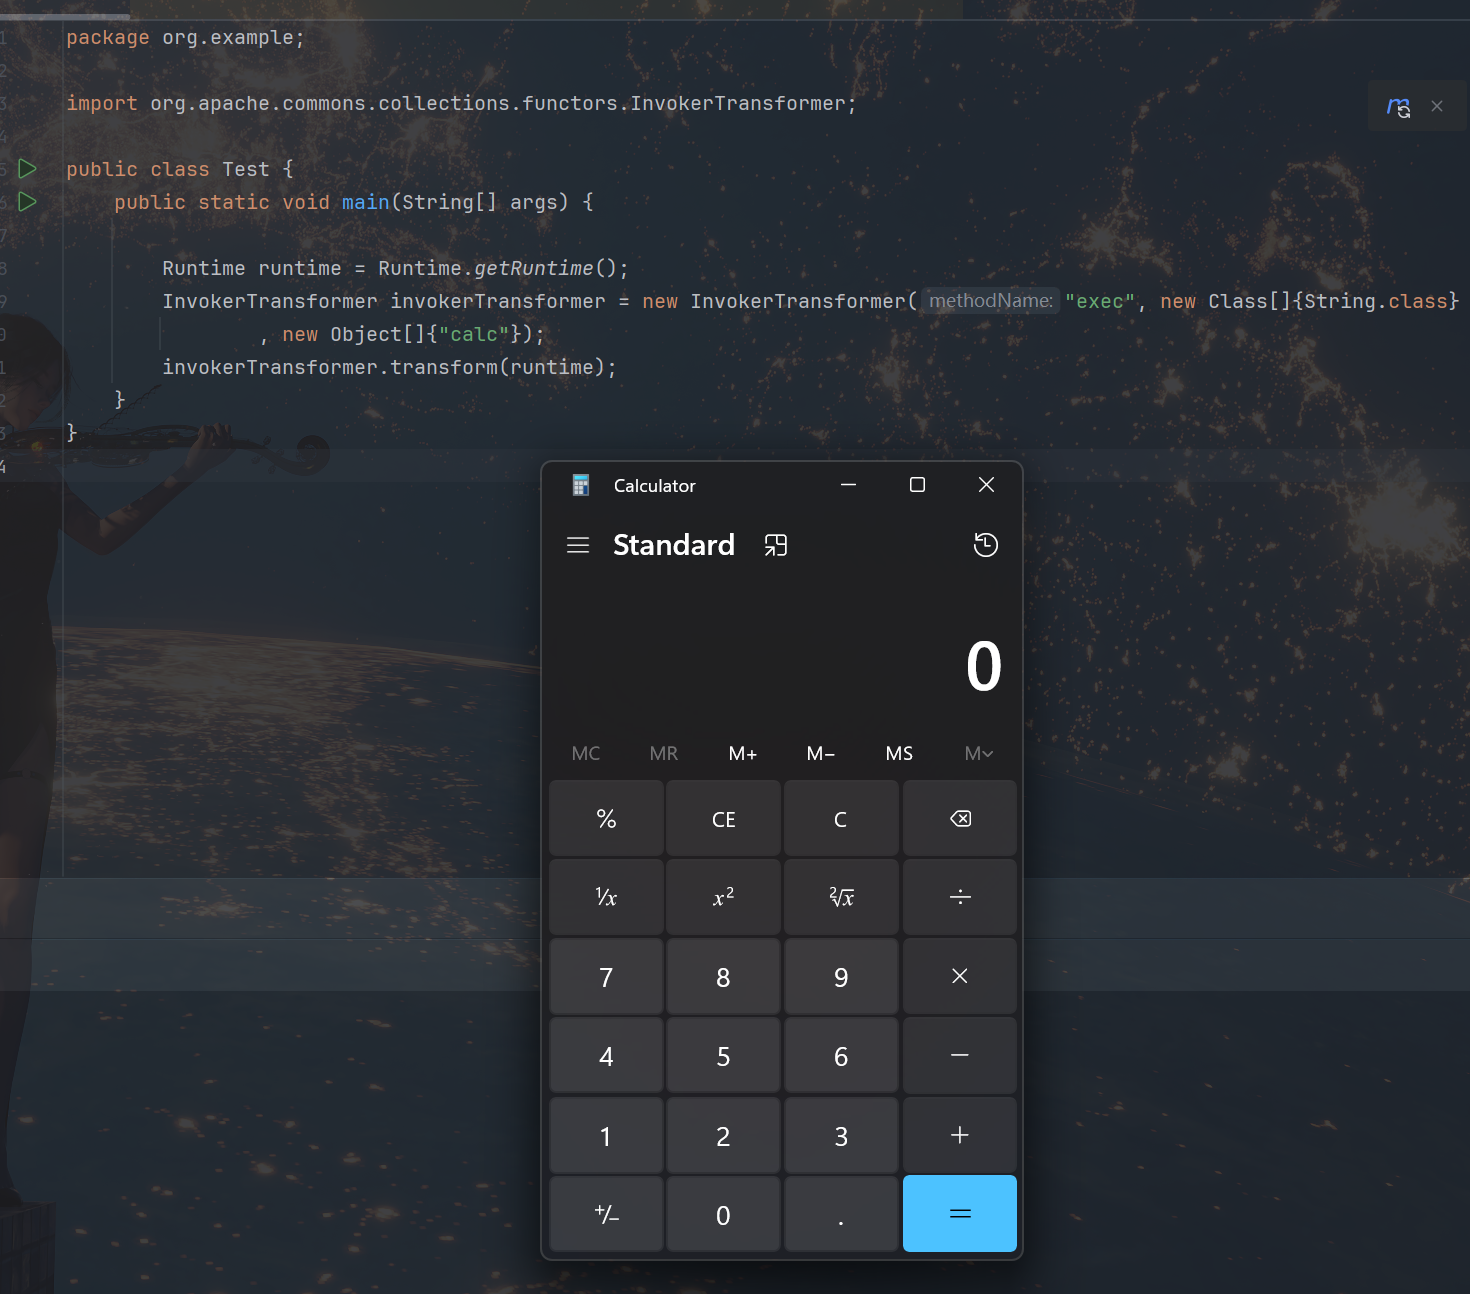 1 package org.example;
2
3 import org.apache.commons.collections.functors.InvokerTransformer;
4
5 public class Test {
6 public static void main(String[] args) {
7
8 Runtime runtime = Runtime.getRuntime();
9 InvokerTransformer invokerTransformer = new InvokerTransformer( methodName: "exec", new Class[]{String.class}
0 , new Object[]{"calc"});
1 invokerTransformer.transform(runtime);
2 }
3 }
4
Calculator
Standard
0
MC MR M+ M− MS M
% CE C
1/x x² ²√x ÷
7 8 9 ×
4 5 6 −
1 2 3 +
+/− 0 . =